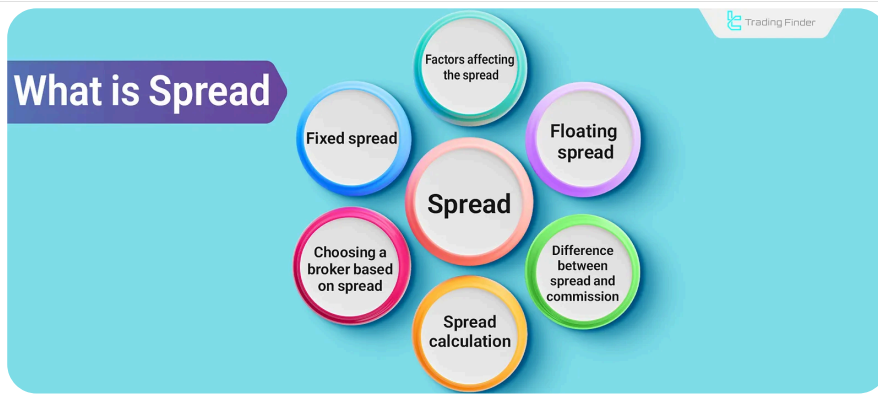 Trading Finder
What is Spread
Factors affecting
the spread
Fixed spread
Floating
spread
Spread
Choosing a
broker based
on spread
Difference
between
spread and
commission
Spread
calculation